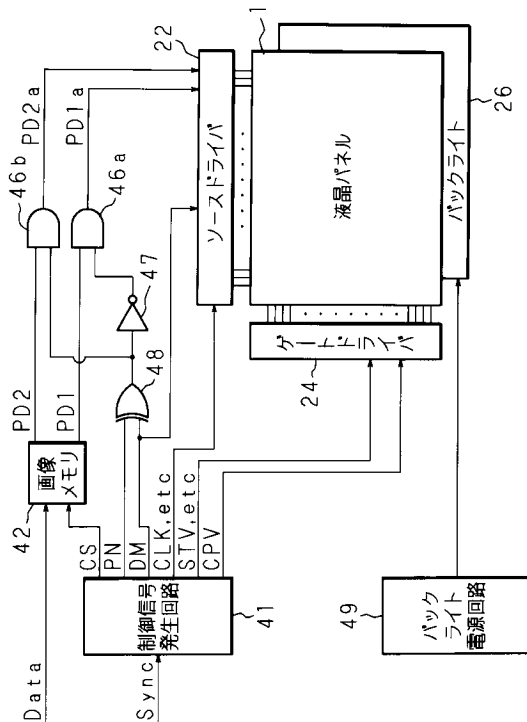 Data
42
画像
メモリ
PD2
PD1
46b
PD2a
PD1a
46a
47
48
CS
PN
DM
CLK,etc
STV,etc
CPV
Sync
制御信号
発生回路
41
22
ソースドライバ
1
液晶パネル
ゲートドライバ
24
バックライト
26
49
バック
ライト
電源回路